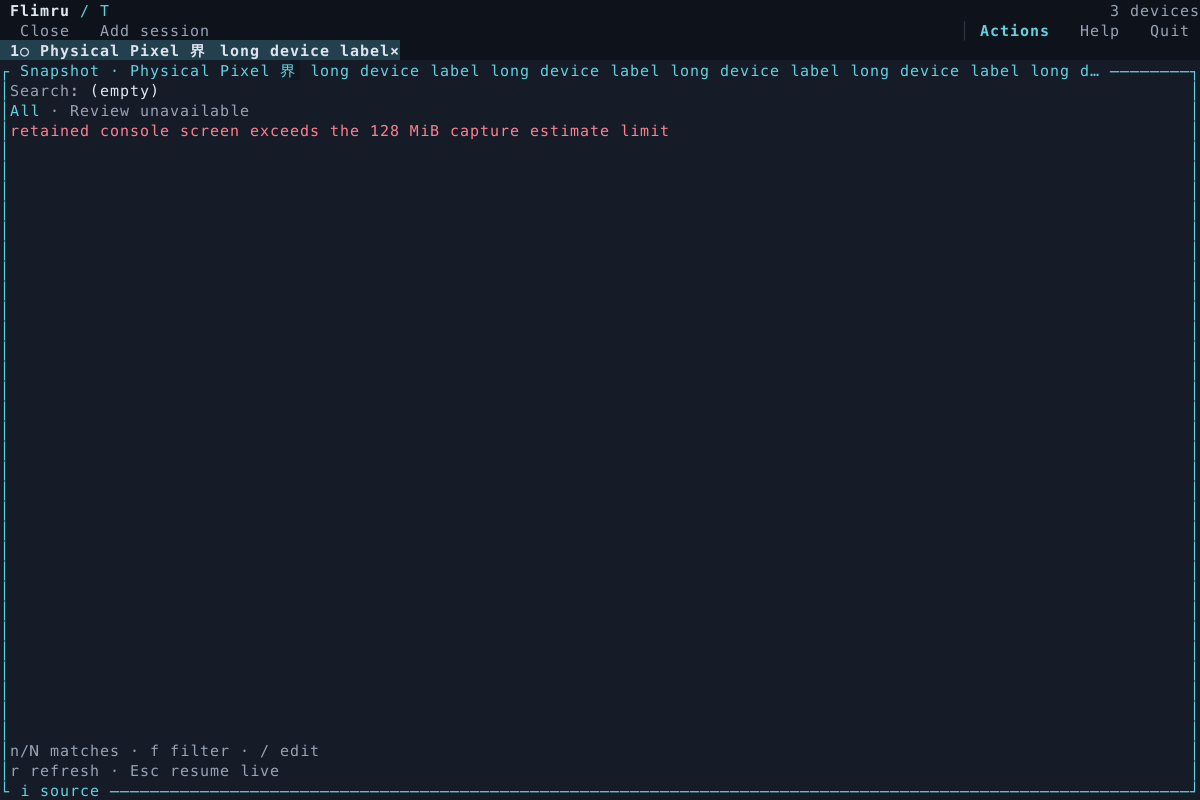 Flimru / T 3 devices
Close Add session Actions Help Quit
1○ Physical Pixel 界 long device label×
Snapshot · Physical Pixel 界 long device label long device label long device label long device label long d…
Search: (empty)
All · Review unavailable
retained console screen exceeds the 128 MiB capture estimate limit
n/N matches · f filter · / edit
r refresh · Esc resume live
i source